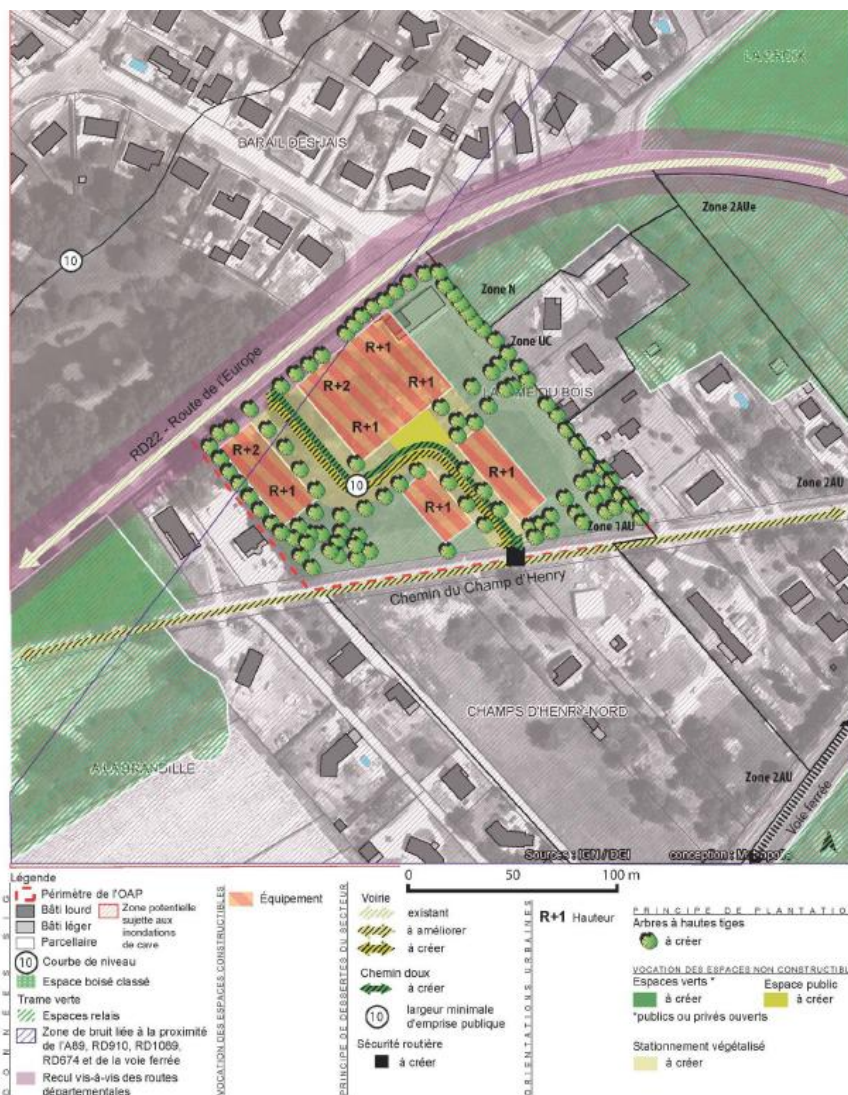 LA CROIX
BARAIL DES JAIS
Zone 2AUe
10
Zone N
RD22 - Route de l'Europe
R+1
Zone UC
R+2
R+1
R+1
R+2
R+1
10
R+1
R+1
Zone 2AU
Zone 1AU
Chemin du Champ d'Henry
CHAMPS D'HENRY-NORD
Zone 2AU
Voie ferrée
Sources : IGN / DGI
conception :
Légende
Périmètre de l'OAP
Bâti lourd
Bâti léger
Parcellaire
Zone potentielle
sujette aux
inondations
de cave
10 Courbe de niveau
Espace boisé classé
Trame verte
Espaces relais
Zone de bruit liée à la proximité
de l'A89, RD910, RD1089,
RD674 et de la voie ferrée
Recul vis-à-vis des routes
départementales
VOCATION DES ESPACES CONSTRUCTIBLES
Équipement
PRINCIPE DE DESSERTES DU SECTEUR
Voirie
existant
à améliorer
à créer
Chemin doux
à créer
10 largeur minimale
d'emprise publique
Sécurité routière
à créer
0 50 100 m
ORIENTATIONS URBAINES
R+1 Hauteur
PRINCIPE DE PLANTATIO
Arbres à hautes tiges
à créer
VOCATION DES ESPACES NON CONSTRUCTIBL
Espaces verts *
à créer
*publics ou privés ouverts
Espace public
à créer
Stationnement végétalisé
à créer